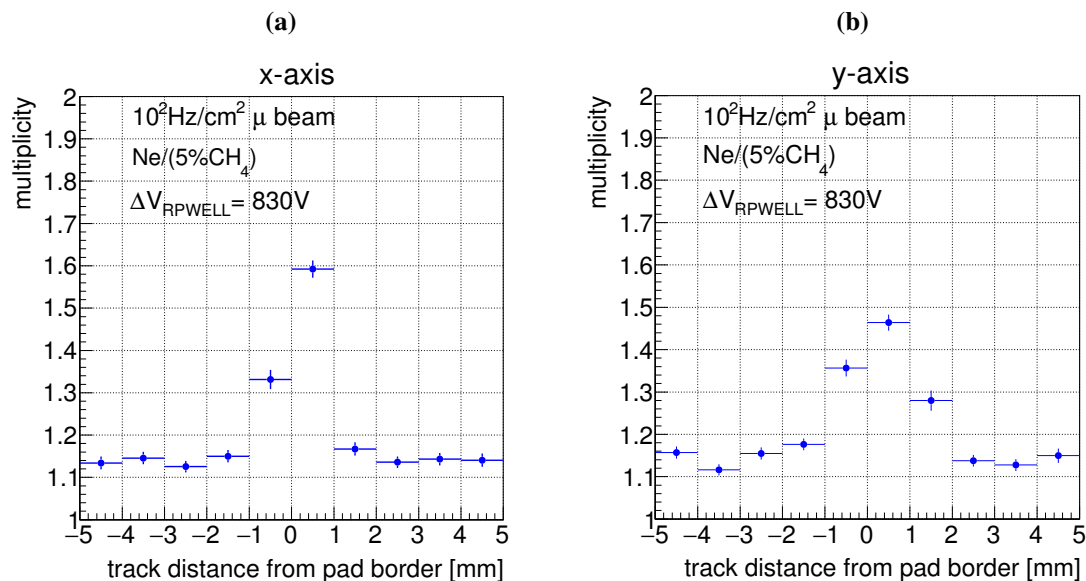 (a)
x-axis
multiplicity
2
1.9
1.8
1.7
1.6
1.5
1.4
1.3
1.2
1.1
1
10²Hz/cm² μ beam
Ne/(5%CH₄)
ΔV_RPWELL= 830V
−5 −4 −3 −2 −1 0 1 2 3 4 5
track distance from pad border [mm]
(b)
y-axis
multiplicity
2
1.9
1.8
1.7
1.6
1.5
1.4
1.3
1.2
1.1
1
10²Hz/cm² μ beam
Ne/(5%CH₄)
ΔV_RPWELL= 830V
−5 −4 −3 −2 −1 0 1 2 3 4 5
track distance from pad border [mm]